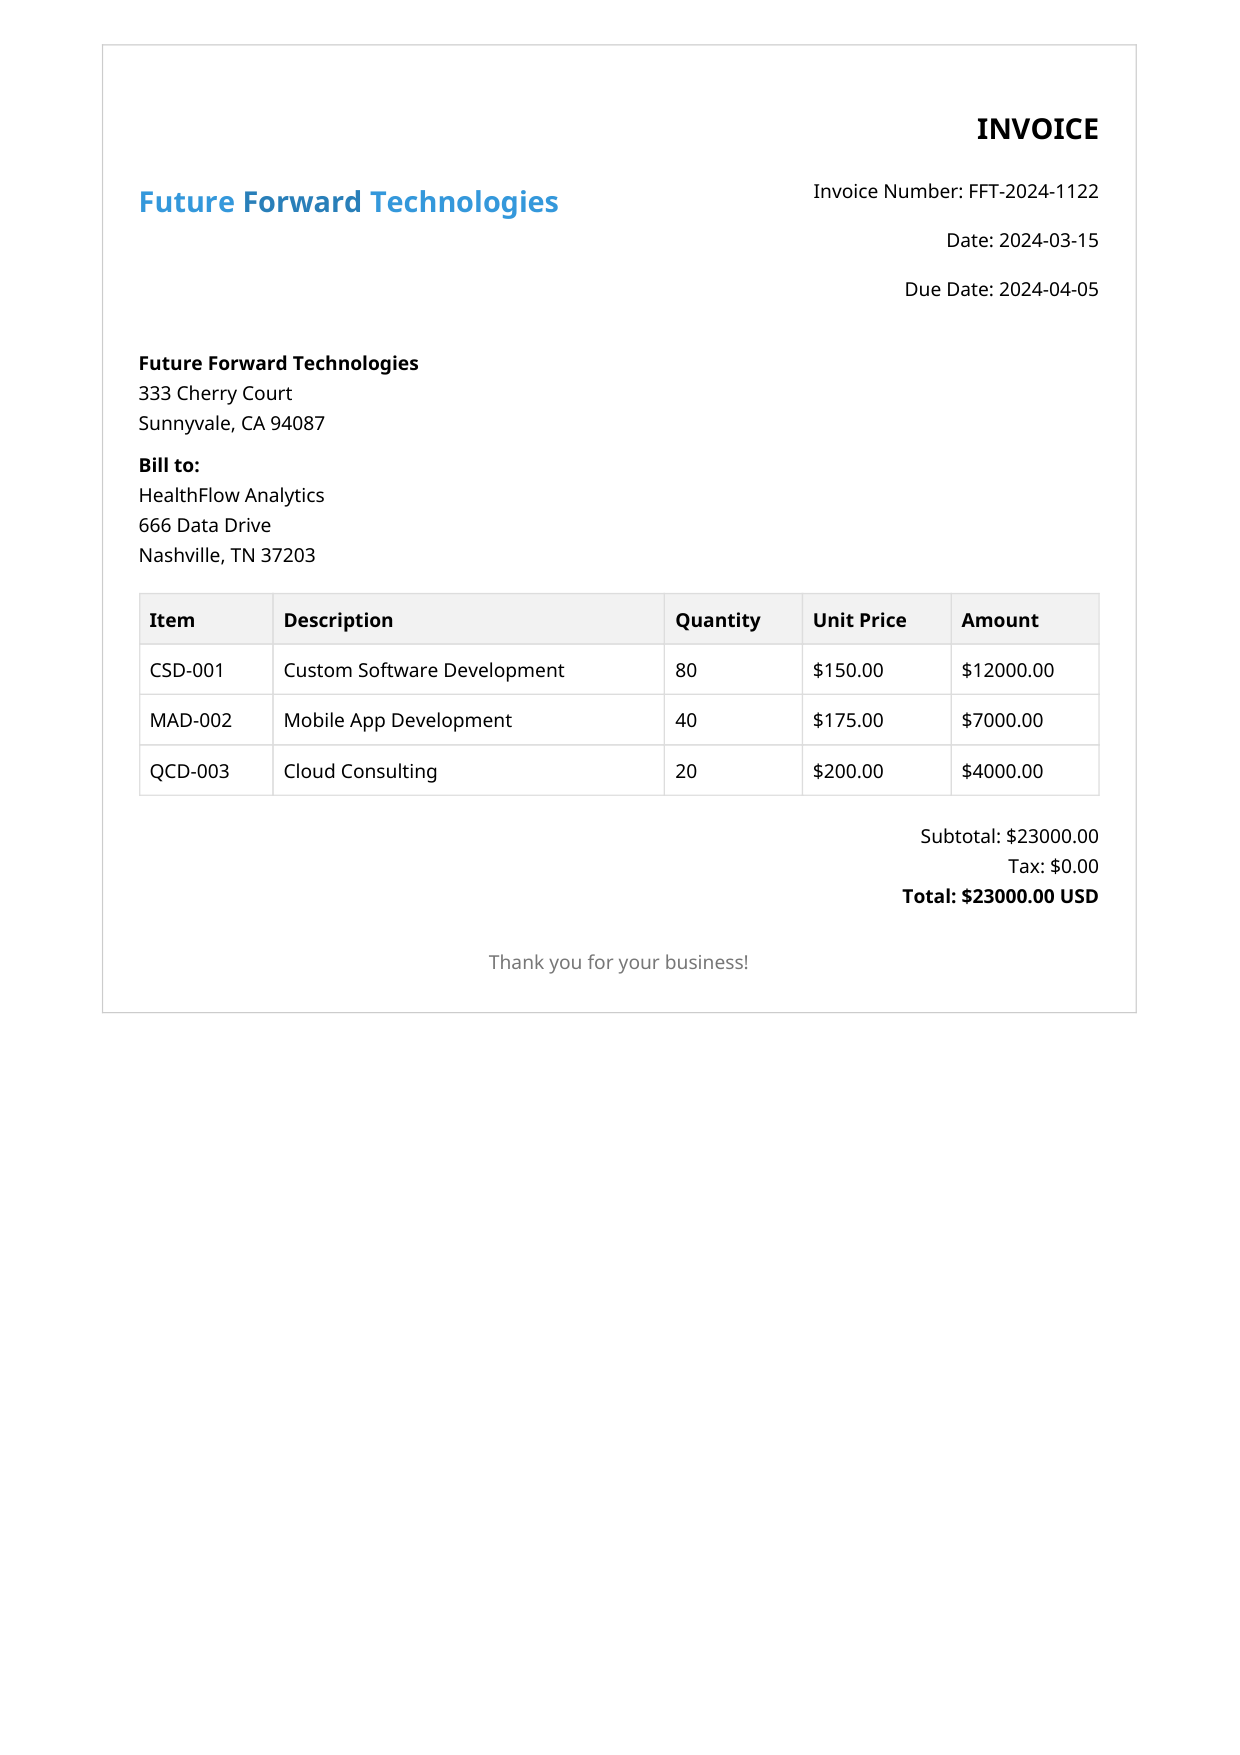 INVOICE
Future Forward Technologies
Invoice Number: FFT-2024-1122
Date: 2024-03-15
Due Date: 2024-04-05
Future Forward Technologies
333 Cherry Court
Sunnyvale, CA 94087
Bill to:
HealthFlow Analytics
666 Data Drive
Nashville, TN 37203
Item Description Quantity Unit Price Amount
CSD-001 Custom Software Development 80 $150.00 $12000.00
MAD-002 Mobile App Development 40 $175.00 $7000.00
QCD-003 Cloud Consulting 20 $200.00 $4000.00
Subtotal: $23000.00
Tax: $0.00
Total: $23000.00 USD
Thank you for your business!